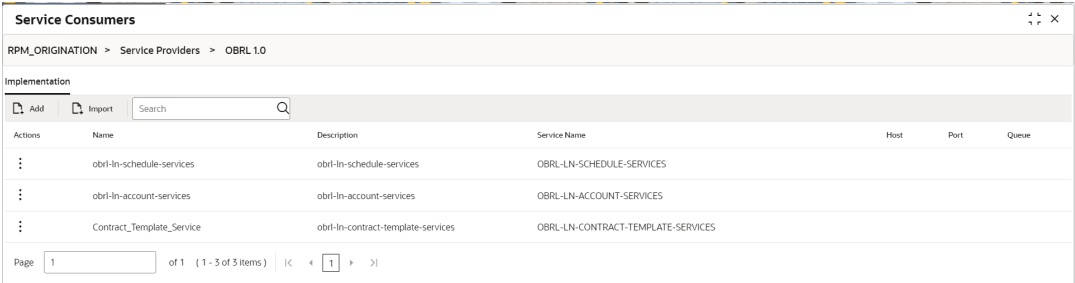 Service Consumers
RPM_ORIGINATION > Service Providers > OBRL 1.0
Implementation
Add Import Search
Actions Name Description Service Name Host Port Queue
obrl-ln-schedule-services obrl-ln-schedule-services OBRL-LN-SCHEDULE-SERVICES
obrl-ln-account-services obrl-ln-account-services OBRL-LN-ACCOUNT-SERVICES
Contract_Template_Service obrl-ln-contract-template-services OBRL-LN-CONTRACT-TEMPLATE-SERVICES
Page 1 of 1 ( 1 - 3 of 3 items ) 1